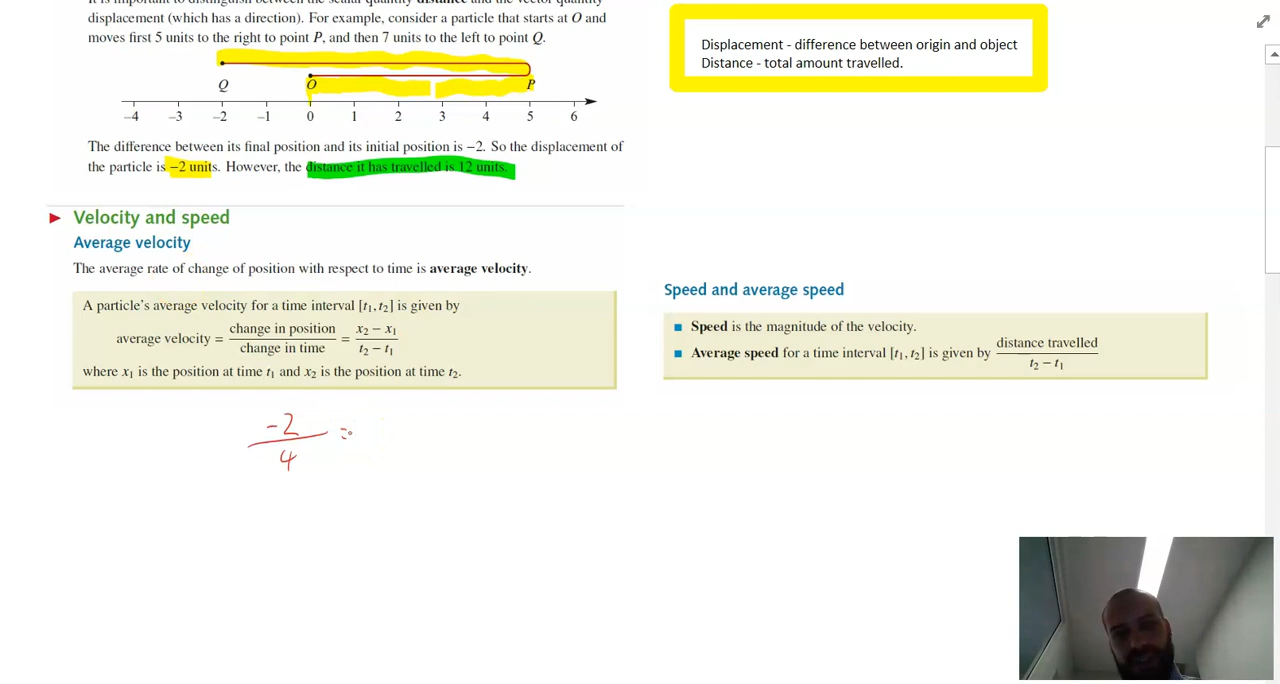 It is important to distinguish between the scalar quantity distance and the vector quantity
displacement (which has a direction). For example, consider a particle that starts at O and
moves first 5 units to the right to point P, and then 7 units to the left to point Q.
Q O P
−4 −3 −2 −1 0 1 2 3 4 5 6
The difference between its final position and its initial position is −2. So the displacement of
the particle is −2 units. However, the distance it has travelled is 12 units.
Displacement - difference between origin and object
Distance - total amount travelled.
Velocity and speed
Average velocity
The average rate of change of position with respect to time is average velocity.
A particle's average velocity for a time interval [t₁, t₂] is given by
average velocity = change in position / change in time = x₂ − x₁ / t₂ − t₁
where x₁ is the position at time t₁ and x₂ is the position at time t₂.
-2 / 4 =
Speed and average speed
■ Speed is the magnitude of the velocity.
■ Average speed for a time interval [t₁, t₂] is given by distance travelled / t₂ − t₁